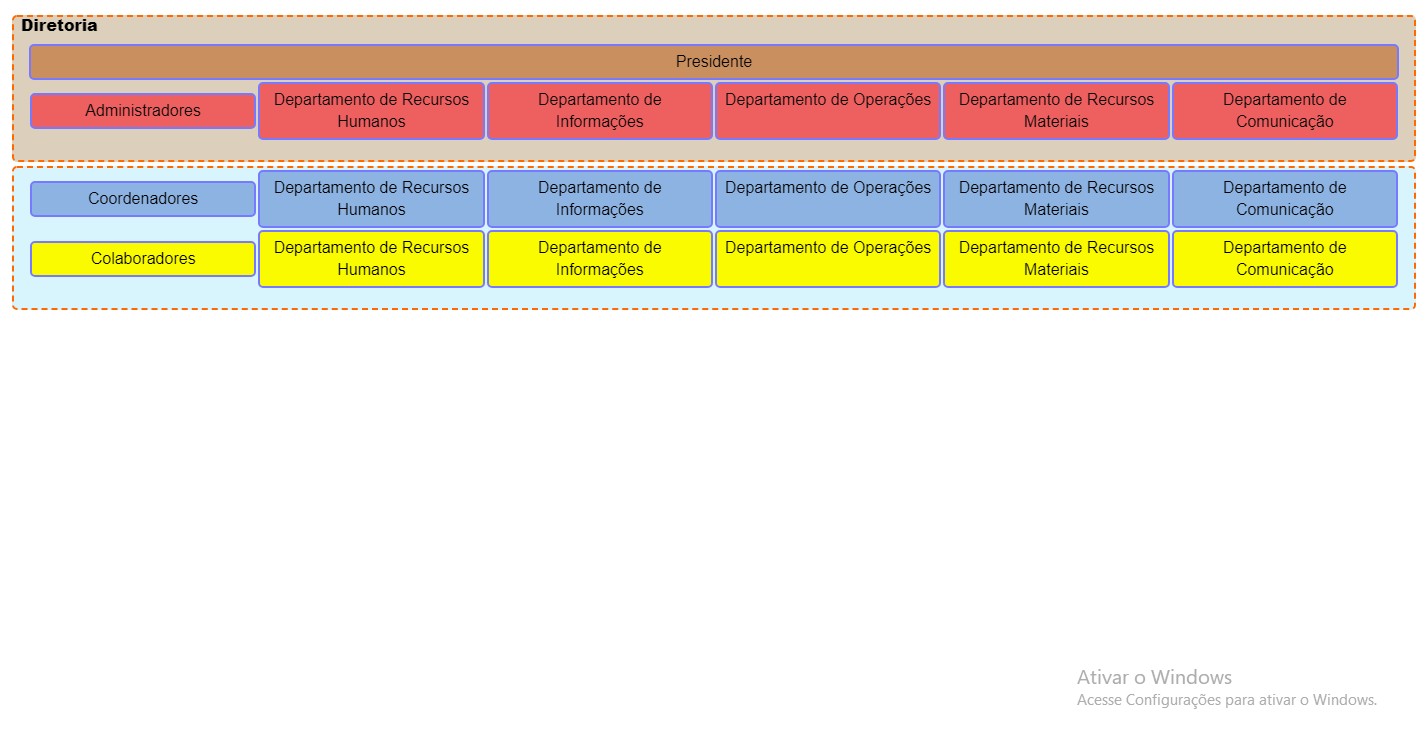 Diretoria
Presidente
Administradores
Departamento de Recursos
Humanos
Departamento de
Informações
Departamento de Operações
Departamento de Recursos
Materiais
Departamento de
Comunicação
Coordenadores
Departamento de Recursos
Humanos
Departamento de
Informações
Departamento de Operações
Departamento de Recursos
Materiais
Departamento de
Comunicação
Colaboradores
Departamento de Recursos
Humanos
Departamento de
Informações
Departamento de Operações
Departamento de Recursos
Materiais
Departamento de
Comunicação
Ativar o Windows
Acesse Configurações para ativar o Windows.